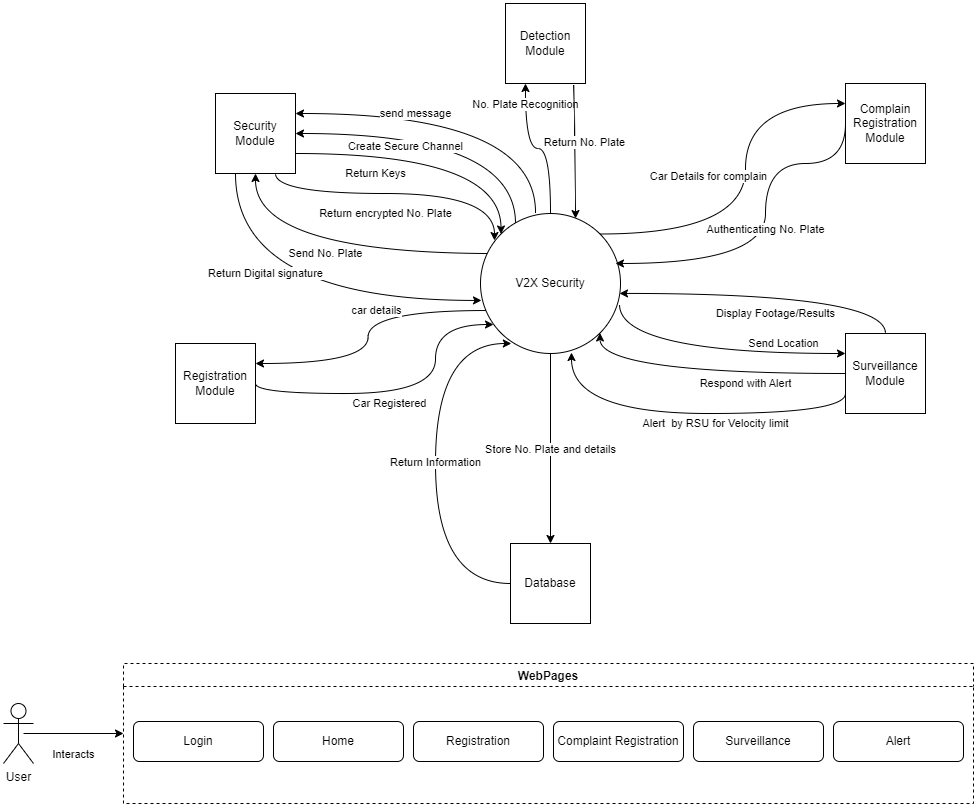 Detection
Module
No. Plate Recognition
Return No. Plate
Security
Module
send message
Create Secure Channel
Return Keys
Return encrypted No. Plate
Send No. Plate
Return Digital signature
Complain
Registration
Module
Car Details for complain
Authenticating No. Plate
V2X Security
Display Footage/Results
Send Location
Respond with Alert
Alert  by RSU for Velocity limit
Surveillance
Module
car details
Registration
Module
Car Registered
Store No. Plate and details
Return Information
Database
WebPages
User
Interacts
Login
Home
Registration
Complaint Registration
Surveillance
Alert